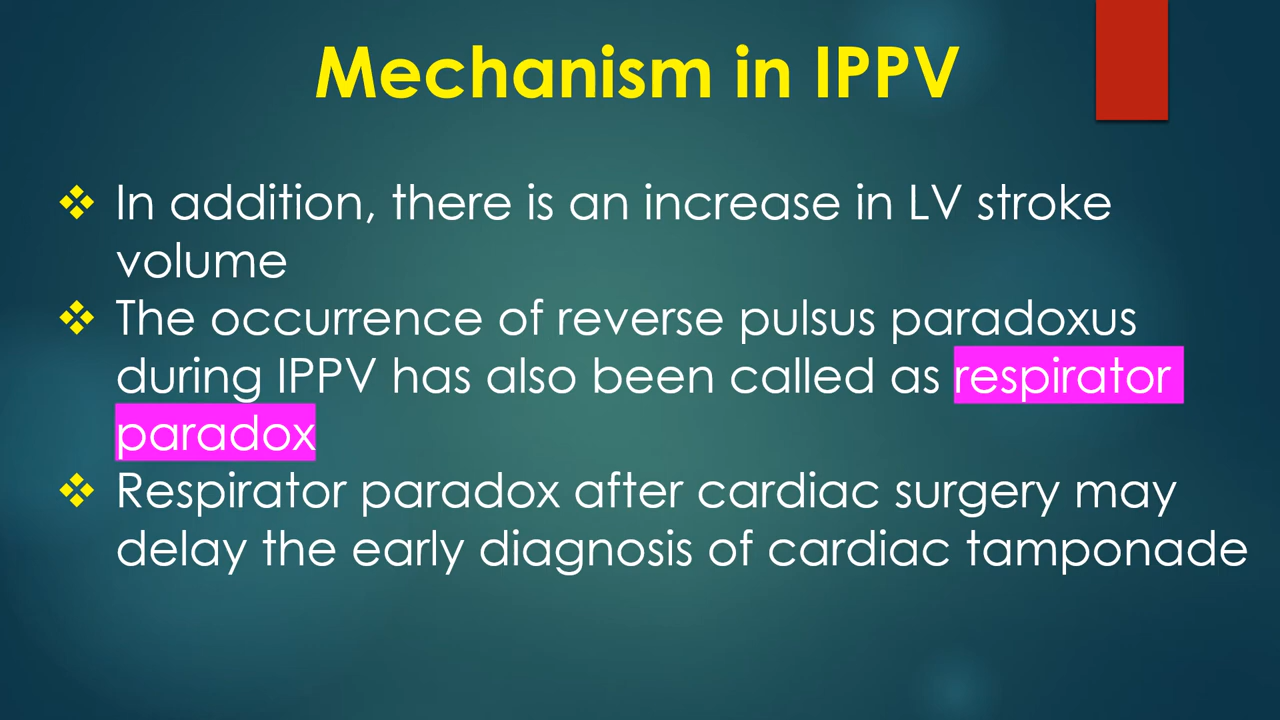 Mechanism in IPPV
❖ In addition, there is an increase in LV stroke
volume
❖ The occurrence of reverse pulsus paradoxus
during IPPV has also been called as respirator
paradox
❖ Respirator paradox after cardiac surgery may
delay the early diagnosis of cardiac tamponade